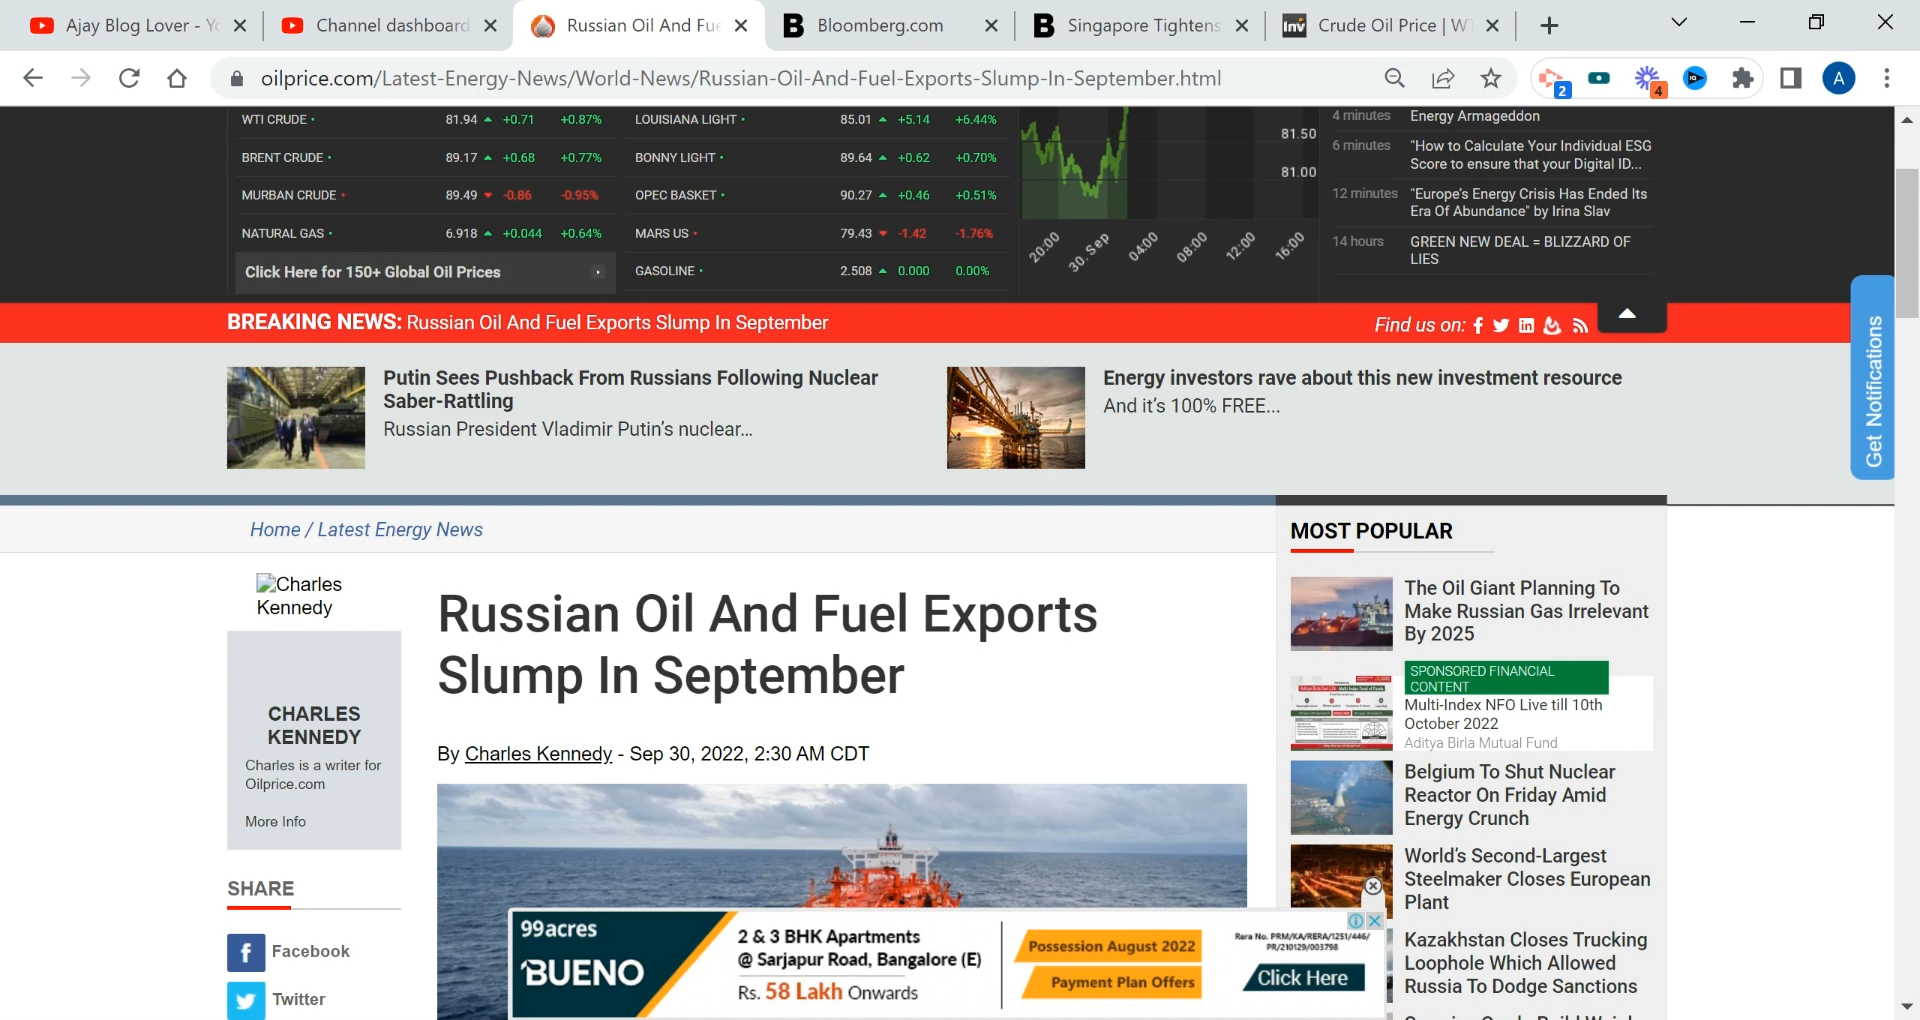 Ajay Blog Lover - Yo
Channel dashboard
Russian Oil And Fue
Bloomberg.com
Singapore Tightens
Crude Oil Price | WT
oilprice.com/Latest-Energy-News/World-News/Russian-Oil-And-Fuel-Exports-Slump-In-September.html
2
4
A
WTI CRUDE • 81.94 +0.71 +0.87%
BRENT CRUDE • 89.17 +0.68 +0.77%
MURBAN CRUDE • 89.49 -0.86 -0.95%
NATURAL GAS • 6.918 +0.044 +0.64%
Click Here for 150+ Global Oil Prices
LOUISIANA LIGHT • 85.01 +5.14 +6.44%
BONNY LIGHT • 89.64 +0.62 +0.70%
OPEC BASKET • 90.27 +0.46 +0.51%
MARS US • 79.43 -1.42 -1.76%
GASOLINE • 2.508 0.000 0.00%
81.50
81.00
20:00 30. Sep 04:00 08:00 12:00 16:00
4 minutes Energy Armageddon
6 minutes "How to Calculate Your Individual ESG
Score to ensure that your Digital ID...
12 minutes "Europe's Energy Crisis Has Ended Its
Era Of Abundance" by Irina Slav
14 hours GREEN NEW DEAL = BLIZZARD OF
LIES
BREAKING NEWS: Russian Oil And Fuel Exports Slump In September
Find us on:
Get Notifications
Putin Sees Pushback From Russians Following Nuclear
Saber-Rattling
Russian President Vladimir Putin's nuclear...
Energy investors rave about this new investment resource
And it's 100% FREE...
Home / Latest Energy News
Charles
Kennedy
CHARLES
KENNEDY
Charles is a writer for
Oilprice.com
More Info
SHARE
Facebook
Twitter
Russian Oil And Fuel Exports
Slump In September
By Charles Kennedy - Sep 30, 2022, 2:30 AM CDT
99acres
BUENO
2 & 3 BHK Apartments
@ Sarjapur Road, Bangalore (E)
Rs. 58 Lakh Onwards
Possession August 2022
Payment Plan Offers
Rera No. PRM/KA/RERA/1251/446/
PR/210129/003798
Click Here
MOST POPULAR
The Oil Giant Planning To
Make Russian Gas Irrelevant
By 2025
SPONSORED FINANCIAL
CONTENT
Multi-Index NFO Live till 10th
October 2022
Aditya Birla Mutual Fund
Belgium To Shut Nuclear
Reactor On Friday Amid
Energy Crunch
World's Second-Largest
Steelmaker Closes European
Plant
Kazakhstan Closes Trucking
Loophole Which Allowed
Russia To Dodge Sanctions